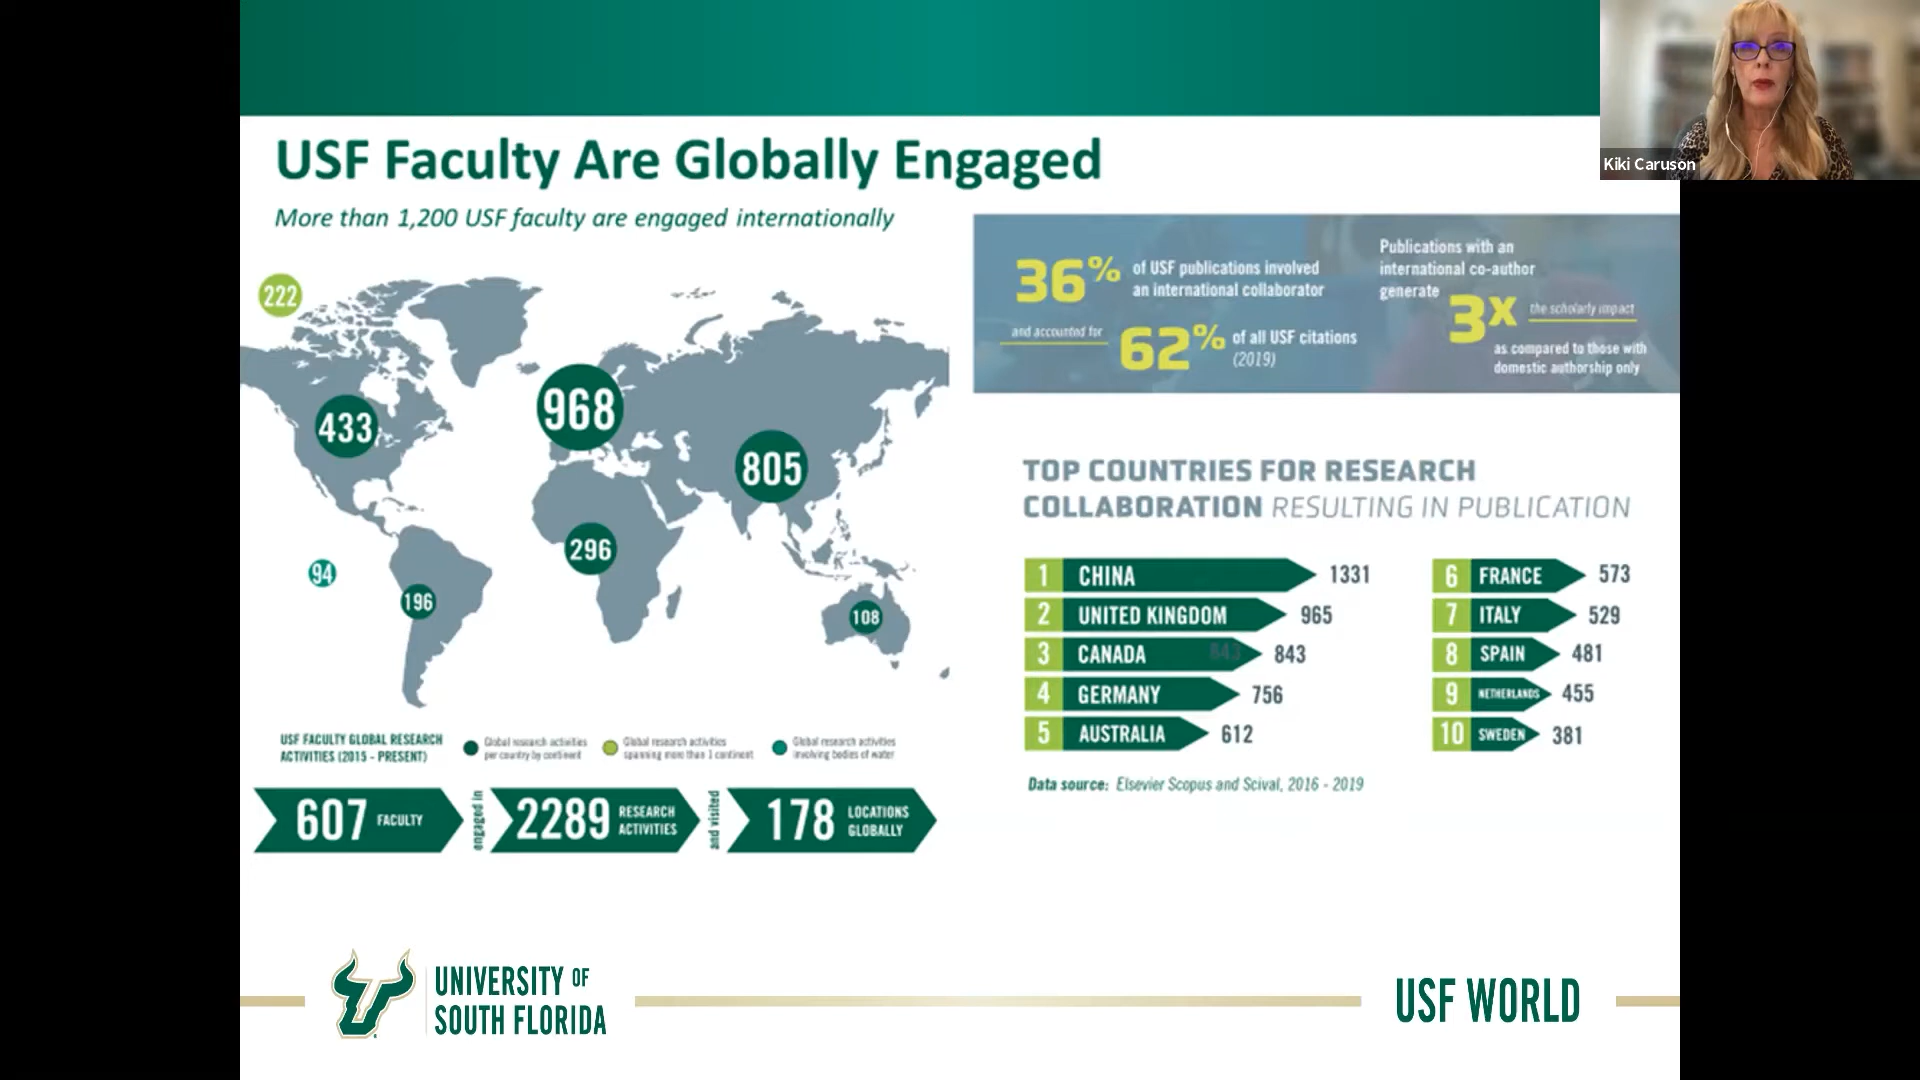 Kiki Caruson
USF Faculty Are Globally Engaged
More than 1,200 USF faculty are engaged internationally
222
433
968
805
296
94
196
108
USF FACULTY GLOBAL RESEARCH
ACTIVITIES (2015 - PRESENT)
Global research activities
per country by continent
Global research activities
spanning more than 1 continent
Global research activities
involving bodies of water
607 FACULTY
engaged in
2289 RESEARCH
ACTIVITIES
and visited
178 LOCATIONS
GLOBALLY
36% of USF publications involved
an international collaborator
and accounted for
62% of all USF citations
(2019)
Publications with an
international co-author
generate
3x the scholarly impact
as compared to those with
domestic authorship only
TOP COUNTRIES FOR RESEARCH
COLLABORATION RESULTING IN PUBLICATION
1 CHINA 1331
2 UNITED KINGDOM 965
3 CANADA 843 843
4 GERMANY 756
5 AUSTRALIA 612
6 FRANCE 573
7 ITALY 529
8 SPAIN 481
9 NETHERLANDS 455
10 SWEDEN 381
Data source: Elsevier Scopus and Scival, 2016 - 2019
UNIVERSITY OF
SOUTH FLORIDA
USF WORLD